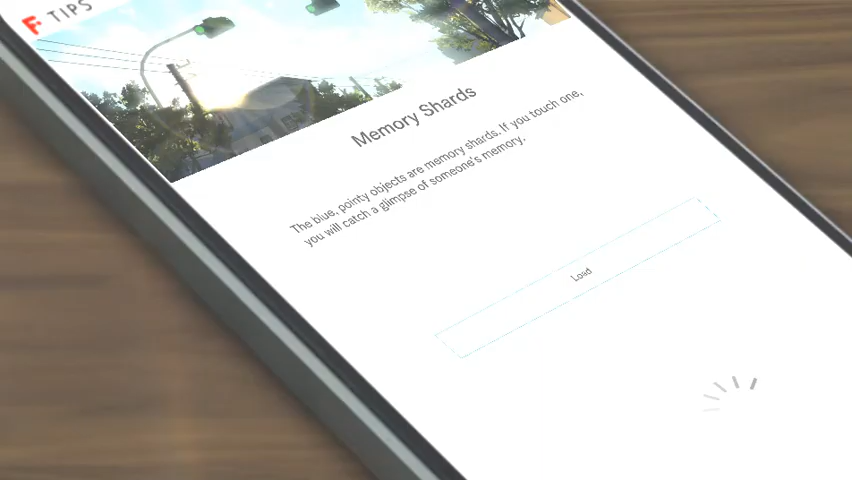 F TIPS
Memory Shards
The blue, pointy objects are memory shards. If you touch one,
you will catch a glimpse of someone's memory.
Load